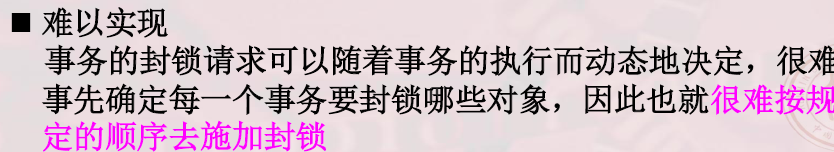 ■ 难以实现
事务的封锁请求可以随着事务的执行而动态地决定，很难
事先确定每一个事务要封锁哪些对象，因此也就很难按规
定的顺序去施加封锁